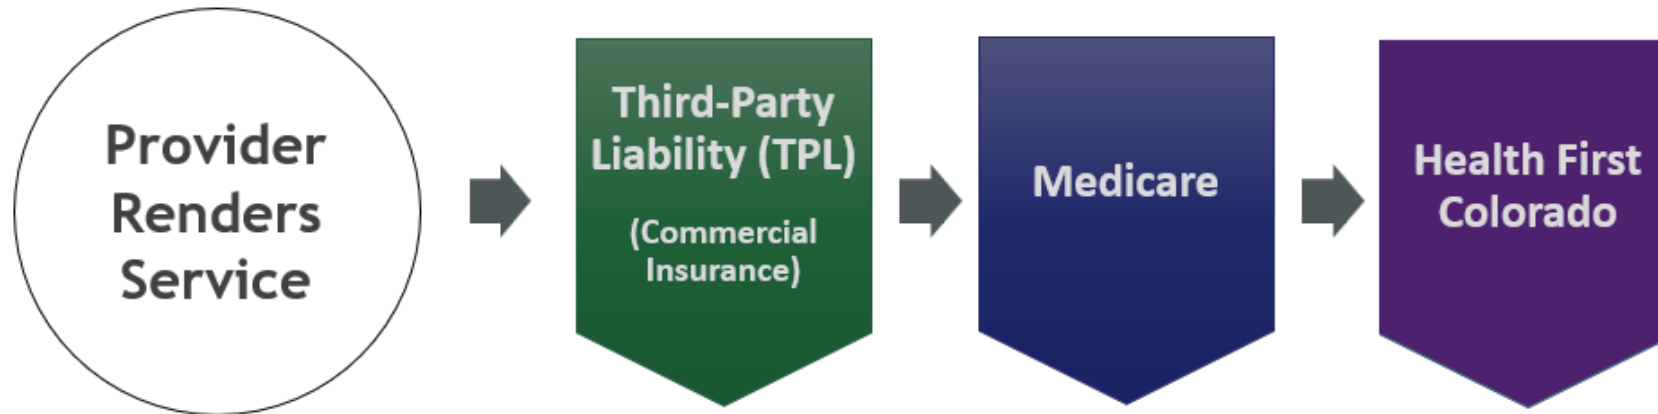 Provider
Renders
Service
Third-Party
Liability (TPL)
(Commercial
Insurance)
Medicare
Health First
Colorado